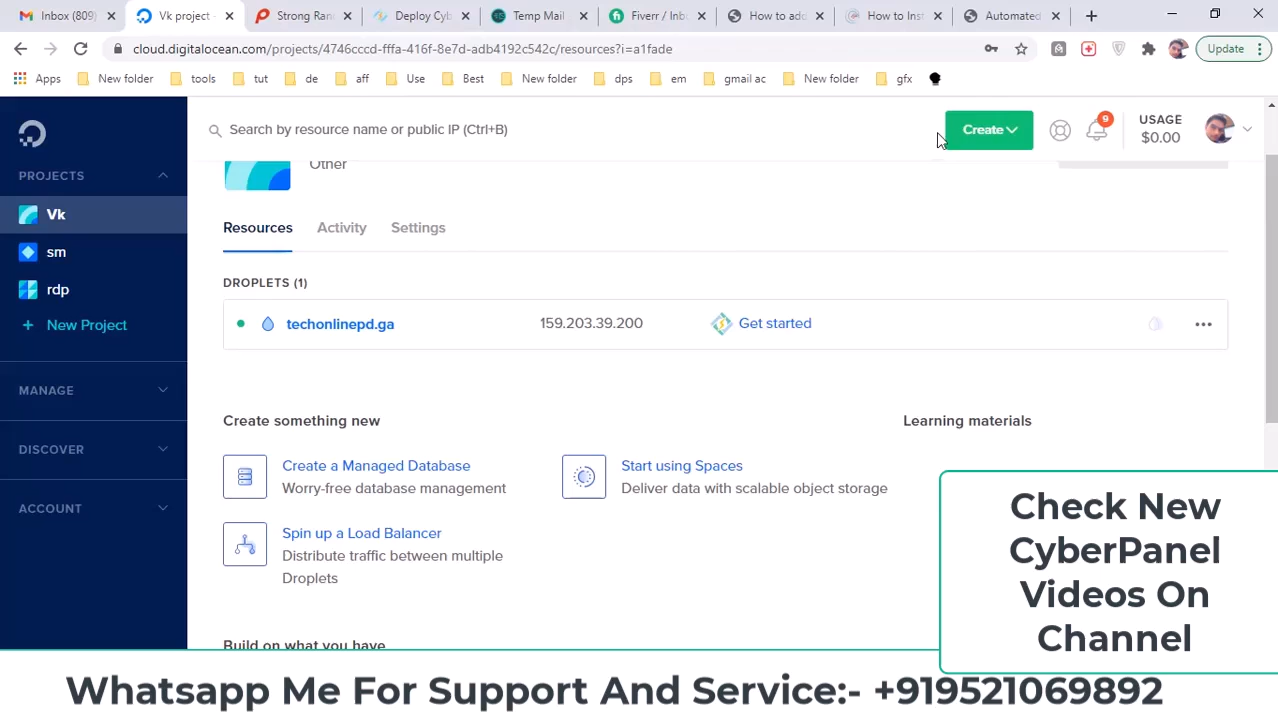 Inbox (809)
Vk project -
Strong Ran
Deploy Cyb
Temp Mail
Fiverr / Inb
How to add
How to Inst
Automated
cloud.digitalocean.com/projects/4746cccd-fffa-416f-8e7d-adb4192c542c/resources?i=a1fade
Update
Apps
New folder
tools
tut
de
aff
Use
Best
New folder
dps
em
gmail ac
New folder
gfx
Search by resource name or public IP (Ctrl+B)
Create
9
USAGE
$0.00
PROJECTS
Vk
sm
rdp
+ New Project
MANAGE
DISCOVER
ACCOUNT
Other
Resources
Activity
Settings
DROPLETS (1)
techonlinepd.ga
159.203.39.200
Get started
Create something new
Learning materials
Create a Managed Database
Worry-free database management
Start using Spaces
Deliver data with scalable object storage
Spin up a Load Balancer
Distribute traffic between multiple
Droplets
Build on what you have
Check New
CyberPanel
Videos On
Channel
Whatsapp Me For Support And Service:- +919521069892